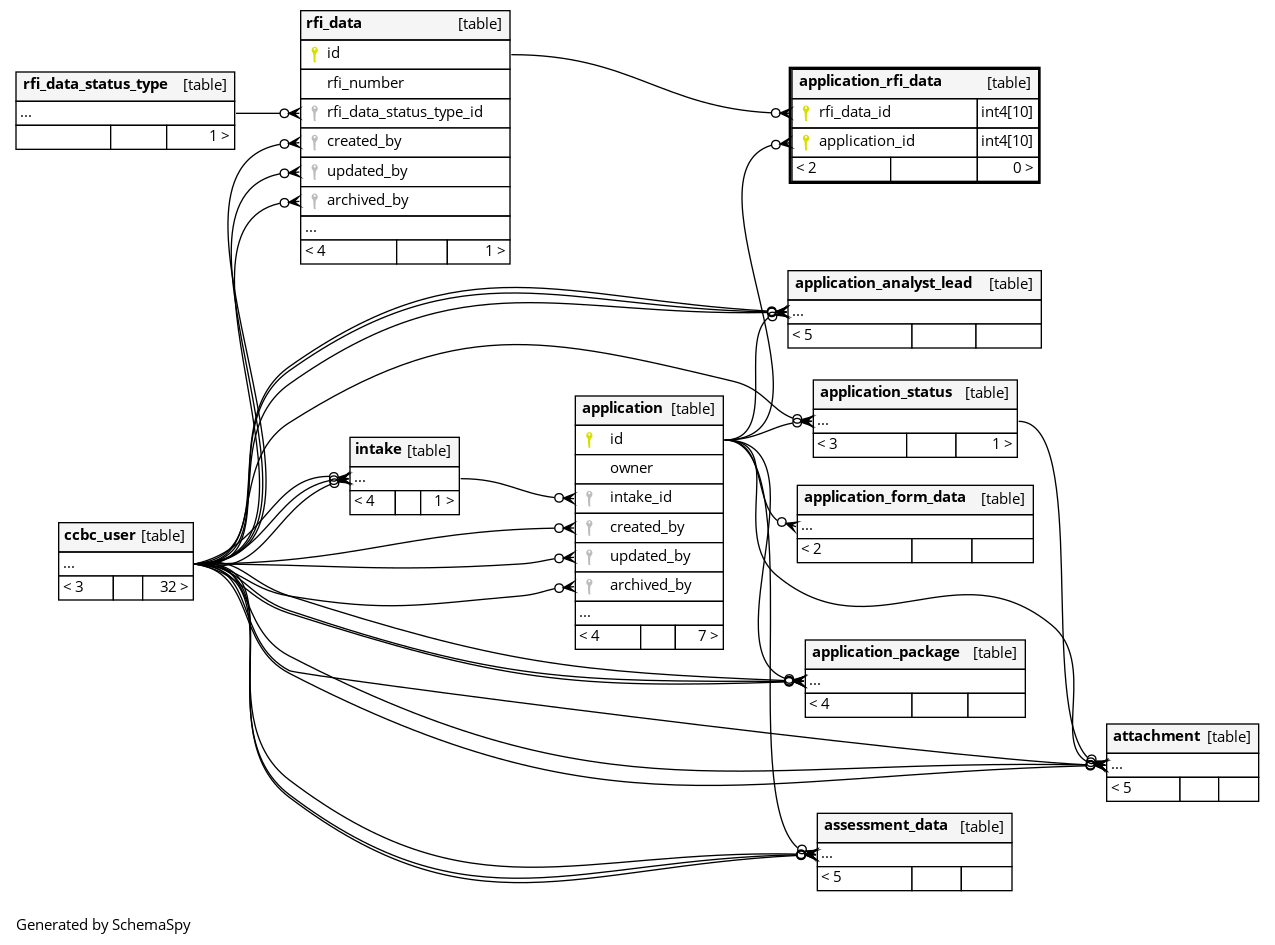 rfi_data [table]
id
rfi_number
rfi_data_status_type_id
created_by
updated_by
archived_by
...
< 4 1 >
rfi_data_status_type [table]
...
1 >
application_rfi_data [table]
rfi_data_id int4[10]
application_id int4[10]
< 2 0 >
application_analyst_lead [table]
...
< 5
application_status [table]
...
< 3 1 >
application [table]
id
owner
intake_id
created_by
updated_by
archived_by
...
< 4 7 >
intake [table]
...
< 4 1 >
application_form_data [table]
...
< 2
ccbc_user [table]
...
< 3 32 >
application_package [table]
...
< 4
attachment [table]
...
< 5
assessment_data [table]
...
< 5
Generated by SchemaSpy